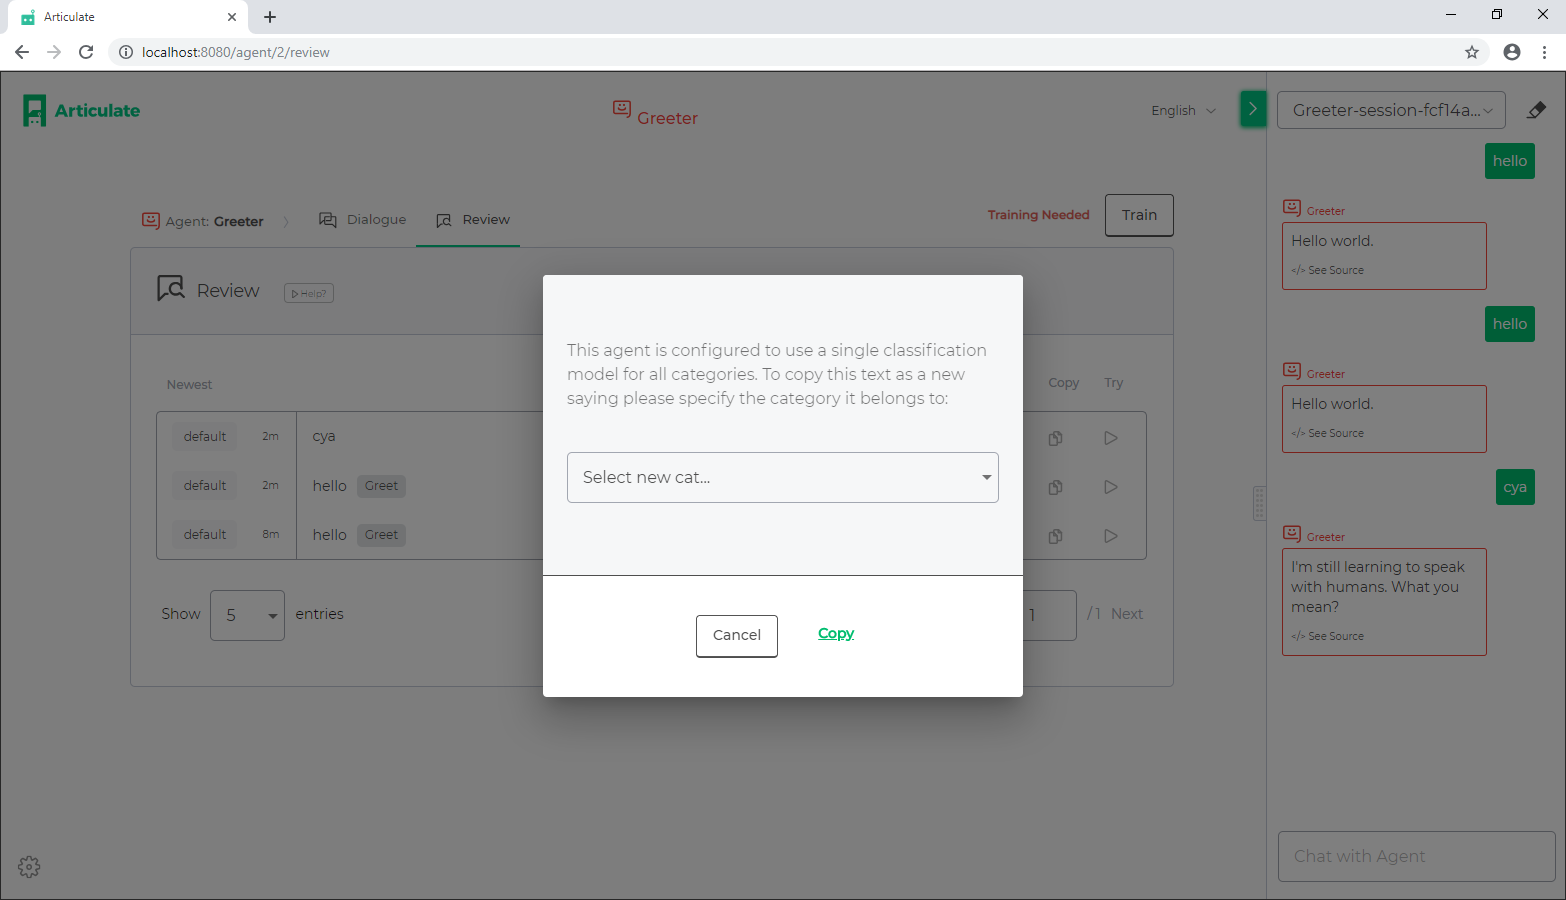 Articulate
localhost:8080/agent/2/review
Articulate
Greeter
English
Greeter-session-fcf14a...
Agent: Greeter
Dialogue
Review
Training Needed
Train
Review
Help?
Newest
Copy
Try
default
2m
cya
default
2m
hello
Greet
default
8m
hello
Greet
Show
5
entries
1
/ 1
Next
This agent is configured to use a single classification
model for all categories. To copy this text as a new
saying please specify the category it belongs to:
Select new cat...
Cancel
Copy
hello
Greeter
Hello world.
</> See Source
hello
Greeter
Hello world.
</> See Source
cya
Greeter
I'm still learning to speak
with humans. What you
mean?
</> See Source
Chat with Agent